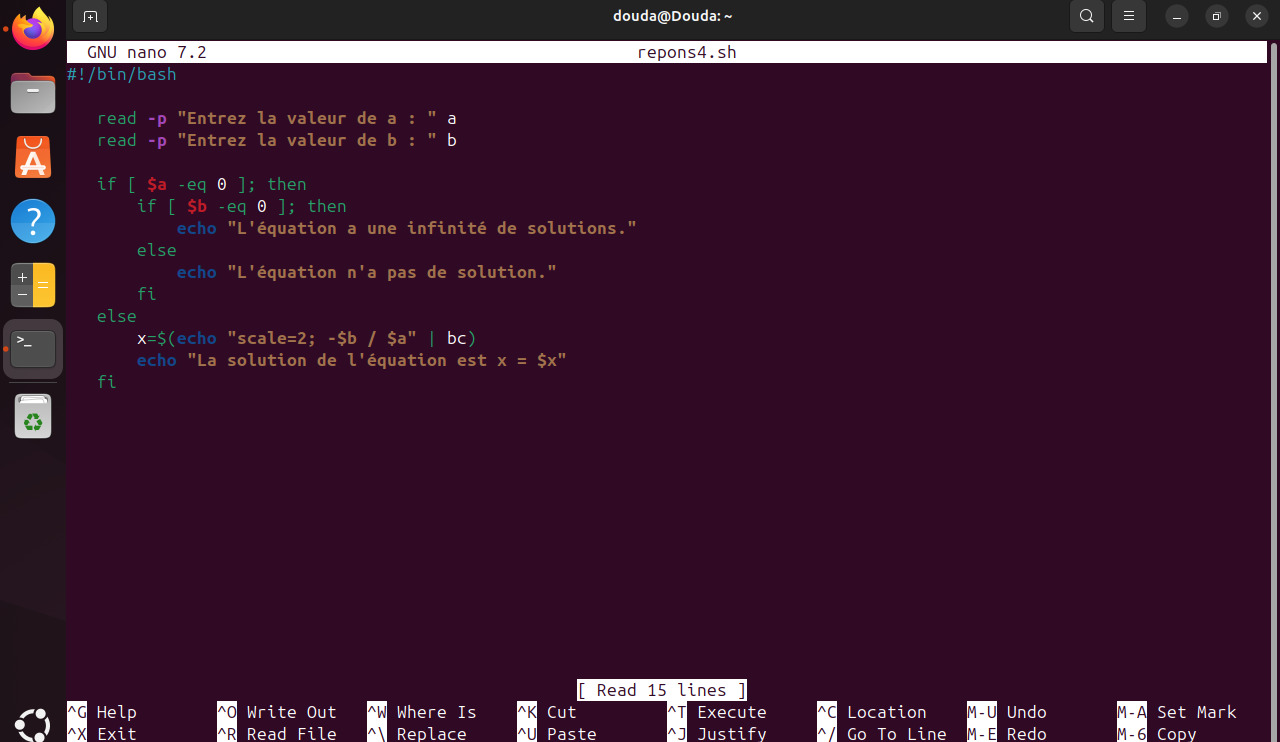 douda@Douda: ~
GNU nano 7.2 repons4.sh
#!/bin/bash
read -p "Entrez la valeur de a : " a
read -p "Entrez la valeur de b : " b
if [ $a -eq 0 ]; then
if [ $b -eq 0 ]; then
echo "L'équation a une infinité de solutions."
else
echo "L'équation n'a pas de solution."
fi
else
x=$(echo "scale=2; -$b / $a" | bc)
echo "La solution de l'équation est x = $x"
fi
[ Read 15 lines ]
^G Help ^O Write Out ^W Where Is ^K Cut ^T Execute ^C Location M-U Undo M-A Set Mark
^X Exit ^R Read File ^\ Replace ^U Paste ^J Justify ^/ Go To Line M-E Redo M-6 Copy